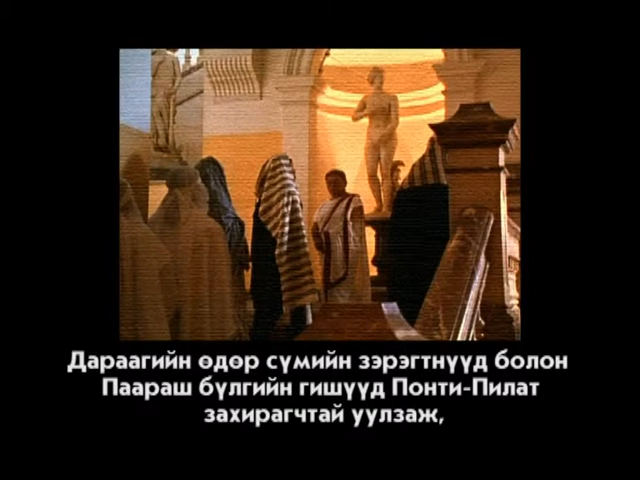 Дараагийн өдөр сүмийн зэрэгтнүүд болон
Паараш бүлгийн гишүүд Понти-Пилат
захирагчтай уулзаж,